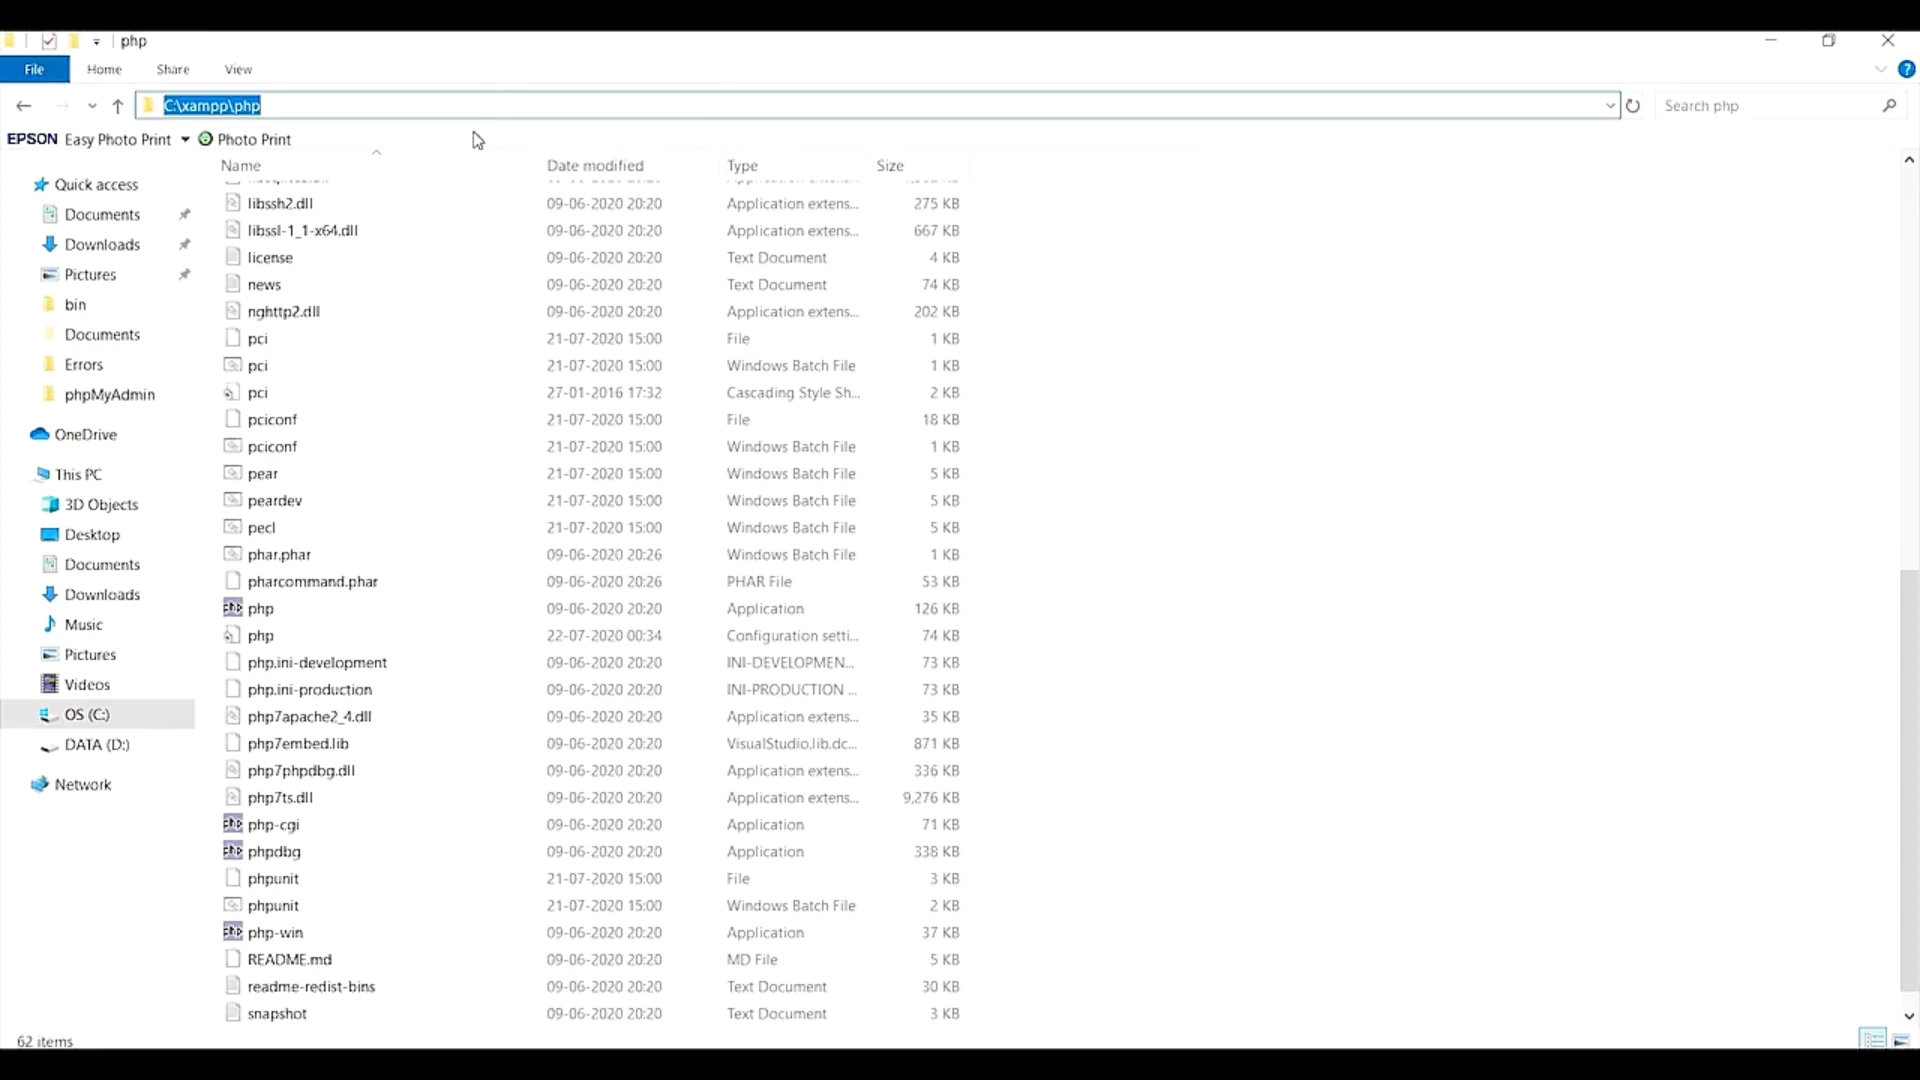 php
File Home Share View
C:\xampp\php Search php
EPSON Easy Photo Print Photo Print
Name Date modified Type Size
Quick access
Documents
Downloads
Pictures
bin
Documents
Errors
phpMyAdmin
OneDrive
This PC
3D Objects
Desktop
Documents
Downloads
Music
Pictures
Videos
OS (C:)
DATA (D:)
Network
libssh2.dll 09-06-2020 20:20 Application extens... 275 KB
libssl-1_1-x64.dll 09-06-2020 20:20 Application extens... 667 KB
license 09-06-2020 20:20 Text Document 4 KB
news 09-06-2020 20:20 Text Document 74 KB
nghttp2.dll 09-06-2020 20:20 Application extens... 202 KB
pci 21-07-2020 15:00 File 1 KB
pci 21-07-2020 15:00 Windows Batch File 1 KB
pci 27-01-2016 17:32 Cascading Style Sh... 2 KB
pciconf 21-07-2020 15:00 File 18 KB
pciconf 21-07-2020 15:00 Windows Batch File 1 KB
pear 21-07-2020 15:00 Windows Batch File 5 KB
peardev 21-07-2020 15:00 Windows Batch File 5 KB
pecl 21-07-2020 15:00 Windows Batch File 5 KB
phar.phar 09-06-2020 20:26 Windows Batch File 1 KB
pharcommand.phar 09-06-2020 20:26 PHAR File 53 KB
php 09-06-2020 20:20 Application 126 KB
php 22-07-2020 00:34 Configuration setti... 74 KB
php.ini-development 09-06-2020 20:20 INI-DEVELOPMEN... 73 KB
php.ini-production 09-06-2020 20:20 INI-PRODUCTION ... 73 KB
php7apache2_4.dll 09-06-2020 20:20 Application extens... 35 KB
php7embed.lib 09-06-2020 20:20 VisualStudio.lib.dc... 871 KB
php7phpdbg.dll 09-06-2020 20:20 Application extens... 336 KB
php7ts.dll 09-06-2020 20:20 Application extens... 9,276 KB
php-cgi 09-06-2020 20:20 Application 71 KB
phpdbg 09-06-2020 20:20 Application 338 KB
phpunit 21-07-2020 15:00 File 3 KB
phpunit 21-07-2020 15:00 Windows Batch File 2 KB
php-win 09-06-2020 20:20 Application 37 KB
README.md 09-06-2020 20:20 MD File 5 KB
readme-redist-bins 09-06-2020 20:20 Text Document 30 KB
snapshot 09-06-2020 20:20 Text Document 3 KB
62 items